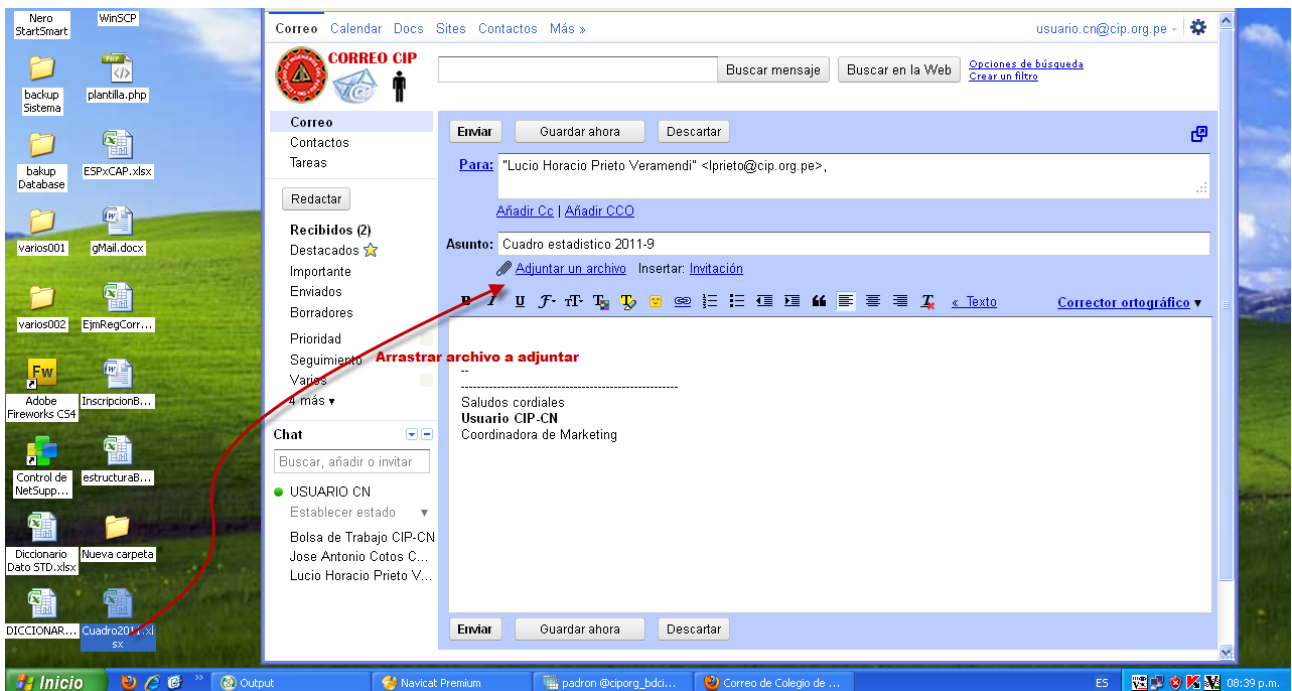 Nero
StartSmart
WinSCP
backup
Sistema
plantilla.php
bakup
Database
ESPxCAP.xlsx
varios001
gMail.docx
varios002
EjmRegCorr...
Adobe
Fireworks CS4
InscripcionB...
Control de
NetSupp...
estructuraB...
Diccionario
Dato STD.xlsx
Nueva carpeta
DICCIONAR...
Cuadro2011.xl
sx
Correo Calendar Docs Sites Contactos Más »
usuario.cn@cip.org.pe
CORREO CIP
Buscar mensaje
Buscar en la Web
Opciones de búsqueda
Crear un filtro
Correo
Contactos
Tareas
Redactar
Recibidos (2)
Destacados
Importante
Enviados
Borradores
Prioridad
Seguimiento
Varios
4 más ▾
Chat
Buscar, añadir o invitar
USUARIO CN
Establecer estado
Bolsa de Trabajo CIP-CN
Jose Antonio Cotos C...
Lucio Horacio Prieto V...
Enviar
Guardar ahora
Descartar
Para: "Lucio Horacio Prieto Veramendi" <lprieto@cip.org.pe>,
Añadir Cc | Añadir CCO
Asunto: Cuadro estadistico 2011-9
Adjuntar un archivo Insertar: Invitación
B I U « Texto Corrector ortográfico ▾
Arrastrar archivo a adjuntar
--
-------------------------------------------------------
Saludos cordiales
Usuario CIP-CN
Coordinadora de Marketing
Enviar
Guardar ahora
Descartar
Inicio
»
Output
Navicat Premium
padron @ciporg_bdci...
Correo de Colegio de ...
ES
08:39 p.m.